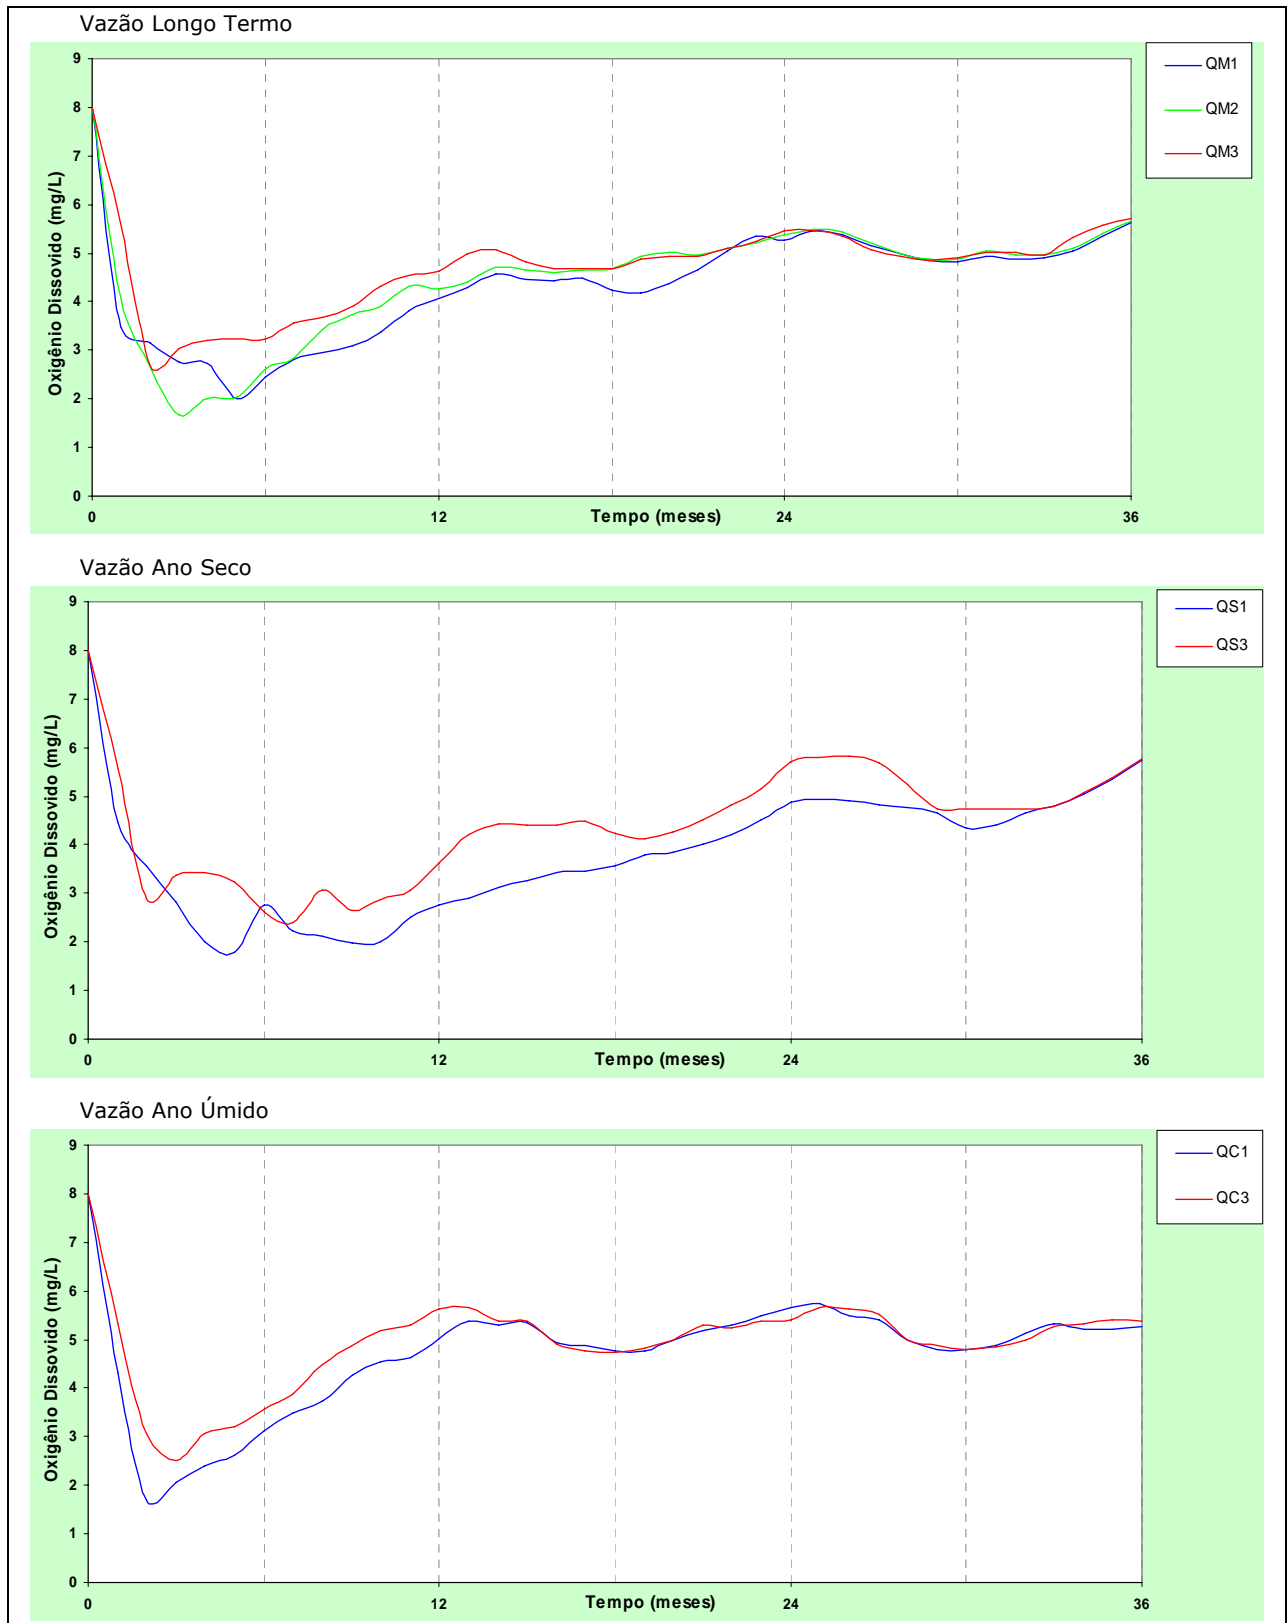 Vazão Longo Termo
9
8
7
6
5
4
3
2
1
0
Oxigênio Dissovido (mg/L)
0
12
Tempo (meses)
24
36
QM1
QM2
QM3
Vazão Ano Seco
9
8
7
6
5
4
3
2
1
0
Oxigênio Dissovido (mg/L)
0
12
Tempo (meses)
24
36
QS1
QS3
Vazão Ano Úmido
9
8
7
6
5
4
3
2
1
0
Oxigênio Dissovido (mg/L)
0
12
Tempo (meses)
24
36
QC1
QC3